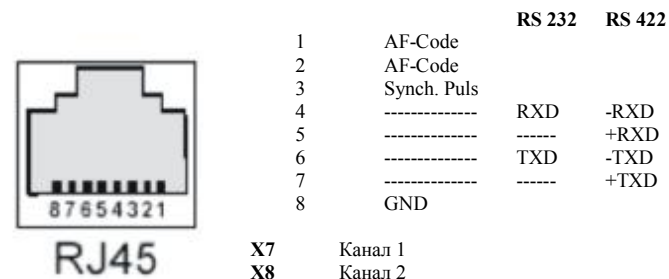 RS 232 RS 422
1 AF-Code
2 AF-Code
3 Synch. Puls
4 -------------- RXD -RXD
5 -------------- ------ +RXD
6 -------------- TXD -TXD
7 -------------- ------ +TXD
8 GND
87654321
RJ45
X7 Канал 1
X8 Канал 2